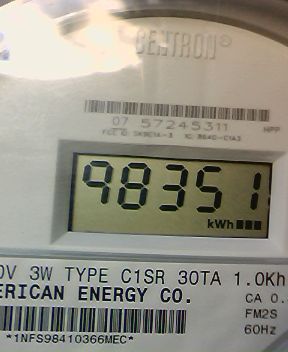 CENTRON®
07 57245311
HPP
98351
kWh
0V 3W TYPE C1SR 30TA 1.0Kh
ERICAN ENERGY CO.
CA 0.
FM2S
60Hz
*1NFS98410366MEC*